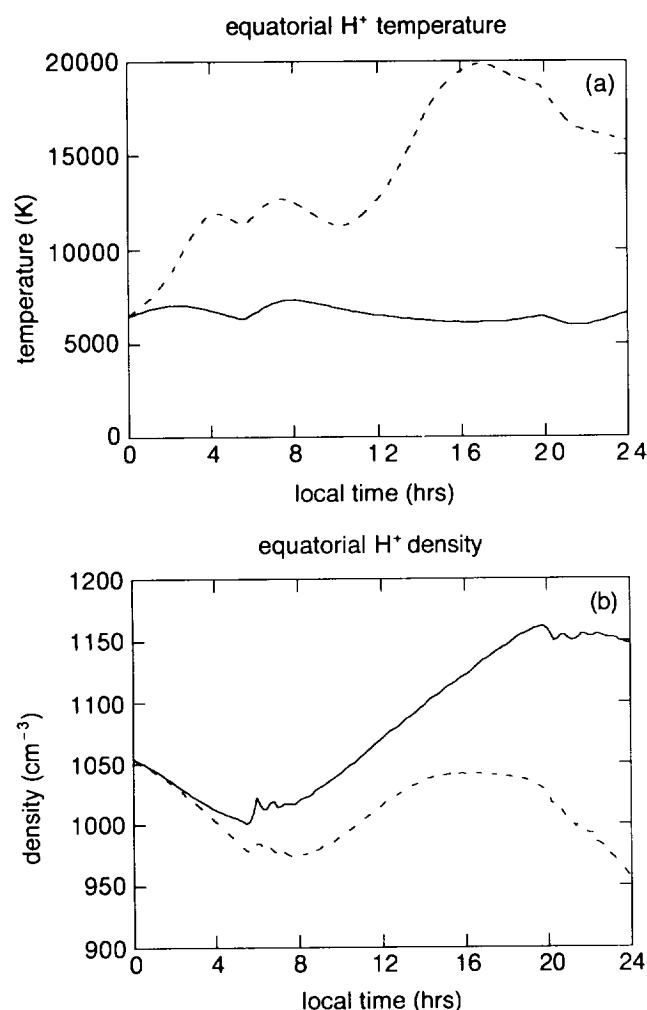 equatorial H⁺ temperature
(a)
20000
15000
10000
5000
0
temperature (K)
0 4 8 12 16 20 24
local time (hrs)
equatorial H⁺ density
(b)
1200
1150
1100
1050
1000
950
900
density (cm⁻³)
0 4 8 12 16 20 24
local time (hrs)